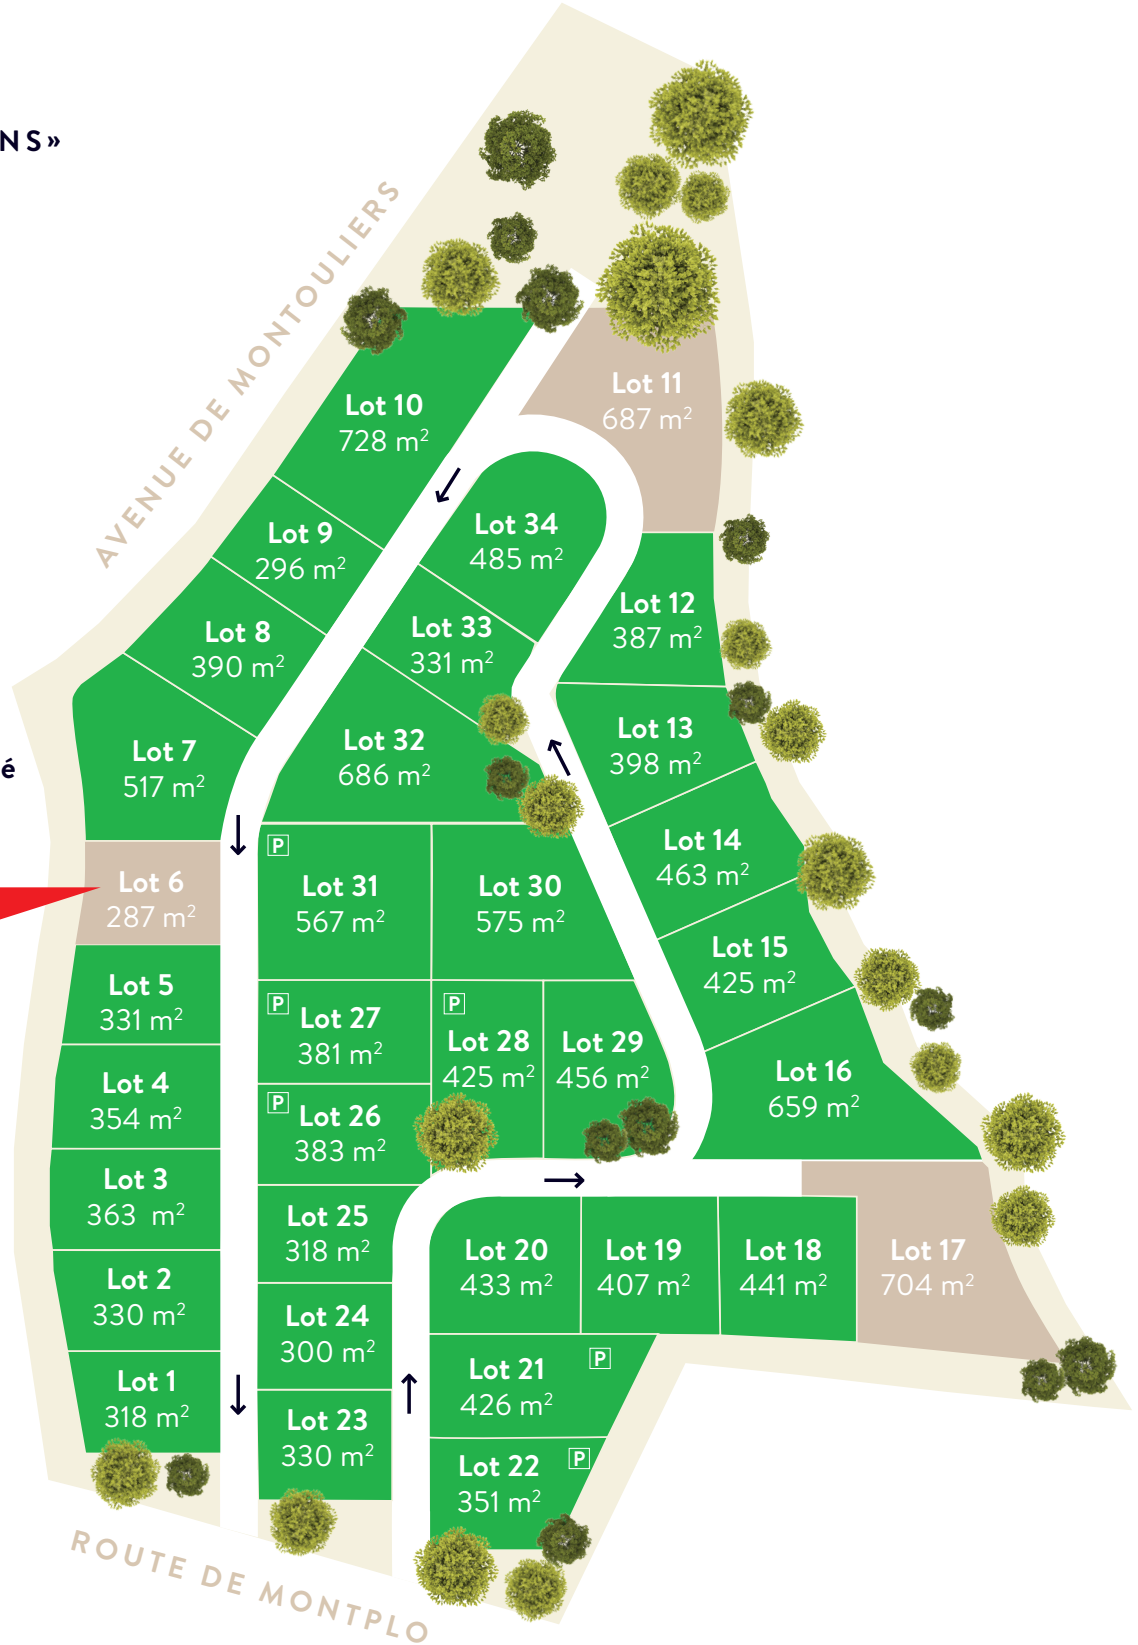 NS»
AVENUE DE MONTOULIERS
Lot 11
687 m²
Lot 10
728 m²
Lot 9
296 m²
Lot 34
485 m²
Lot 12
387 m²
Lot 8
390 m²
Lot 33
331 m²
Lot 7
517 m²
Lot 32
686 m²
Lot 13
398 m²
é
Lot 14
463 m²
Lot 6
287 m²
P
Lot 31
567 m²
Lot 30
575 m²
Lot 15
425 m²
Lot 5
331 m²
P
Lot 27
381 m²
P
Lot 28
425 m²
Lot 29
456 m²
Lot 16
659 m²
Lot 4
354 m²
P
Lot 26
383 m²
Lot 3
363 m²
Lot 25
318 m²
Lot 20
433 m²
Lot 19
407 m²
Lot 18
441 m²
Lot 17
704 m²
Lot 2
330 m²
Lot 24
300 m²
Lot 21
426 m²
P
Lot 1
318 m²
Lot 23
330 m²
Lot 22
351 m²
P
ROUTE DE MONTPLO